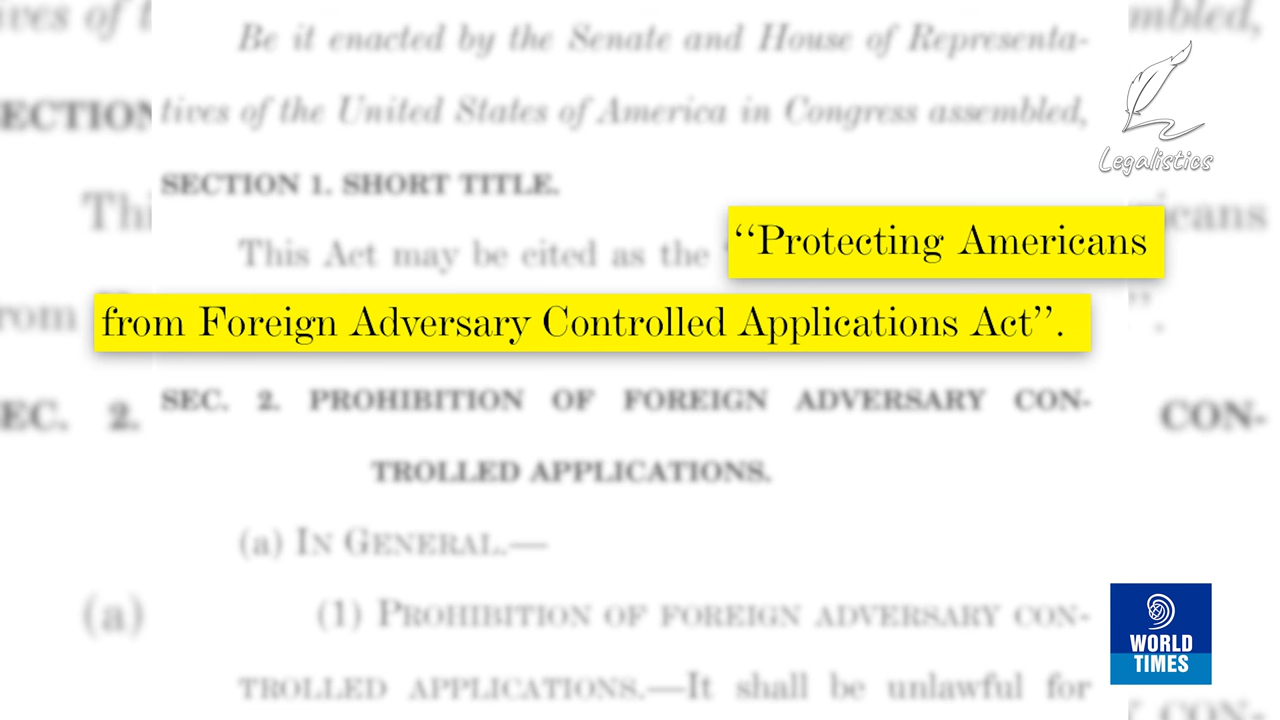 Be it enacted by the Senate and House of Representa-
tives of the United States of America in Congress assembled,
SECTION 1. SHORT TITLE.
This Act may be cited as the “Protecting Americans
from Foreign Adversary Controlled Applications Act”.
SEC. 2. PROHIBITION OF FOREIGN ADVERSARY CON-
TROLLED APPLICATIONS.
(a) IN GENERAL.—
(1) PROHIBITION OF FOREIGN ADVERSARY CON-
TROLLED APPLICATIONS.—It shall be unlawful for
Legalistics
WORLD
TIMES